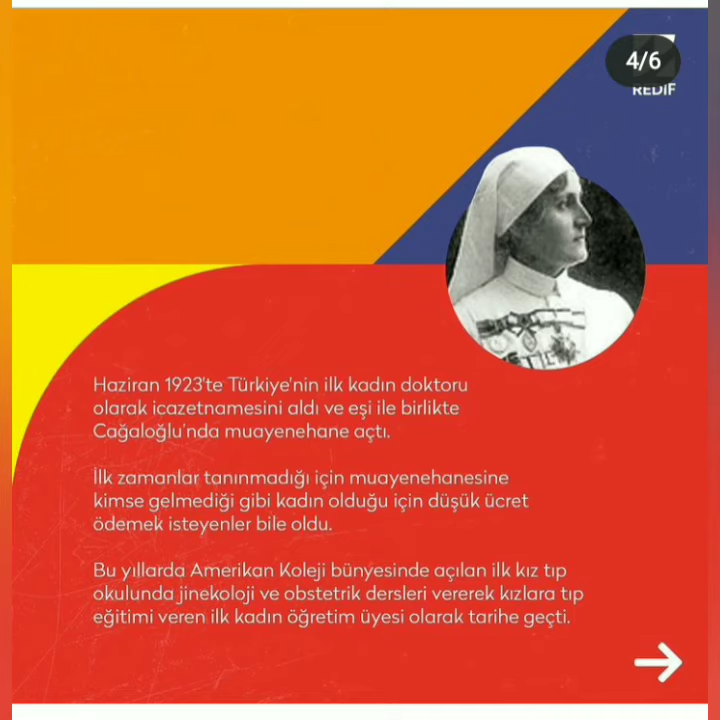 4/6
REDİF
Haziran 1923'te Türkiye'nin ilk kadın doktoru
olarak icazetnamesini aldı ve eşi ile birlikte
Cağaloğlu'nda muayenehane açtı.
İlk zamanlar tanınmadığı için muayenehanesine
kimse gelmediği gibi kadın olduğu için düşük ücret
ödemek isteyenler bile oldu.
Bu yıllarda Amerikan Koleji bünyesinde açılan ilk kız tıp
okulunda jinekoloji ve obstetrik dersleri vererek kızlara tıp
eğitimi veren ilk kadın öğretim üyesi olarak tarihe geçti.